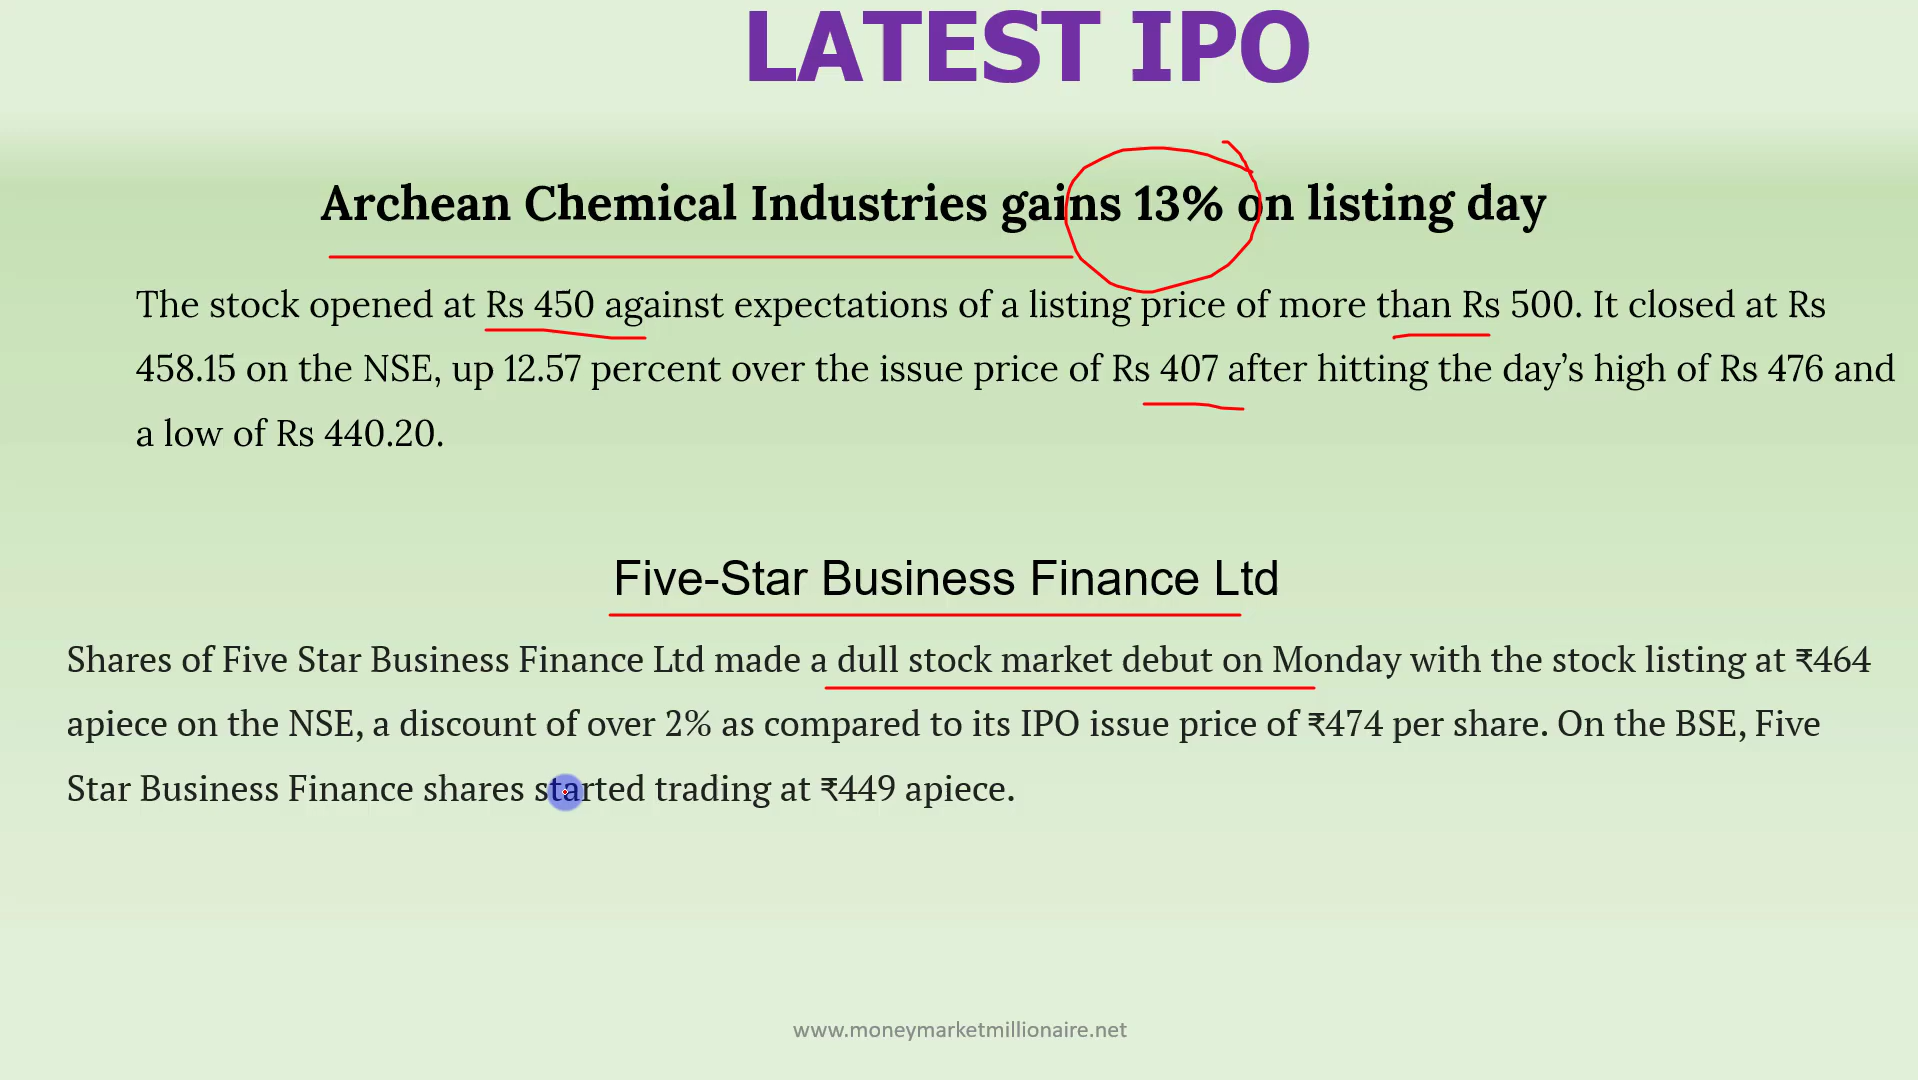 LATEST IPO
Archean Chemical Industries gains 13% on listing day
The stock opened at Rs 450 against expectations of a listing price of more than Rs 500. It closed at Rs
458.15 on the NSE, up 12.57 percent over the issue price of Rs 407 after hitting the day’s high of Rs 476 and
a low of Rs 440.20.
Five-Star Business Finance Ltd
Shares of Five Star Business Finance Ltd made a dull stock market debut on Monday with the stock listing at ₹464
apiece on the NSE, a discount of over 2% as compared to its IPO issue price of ₹474 per share. On the BSE, Five
Star Business Finance shares started trading at ₹449 apiece.
www.moneymarketmillionaire.net